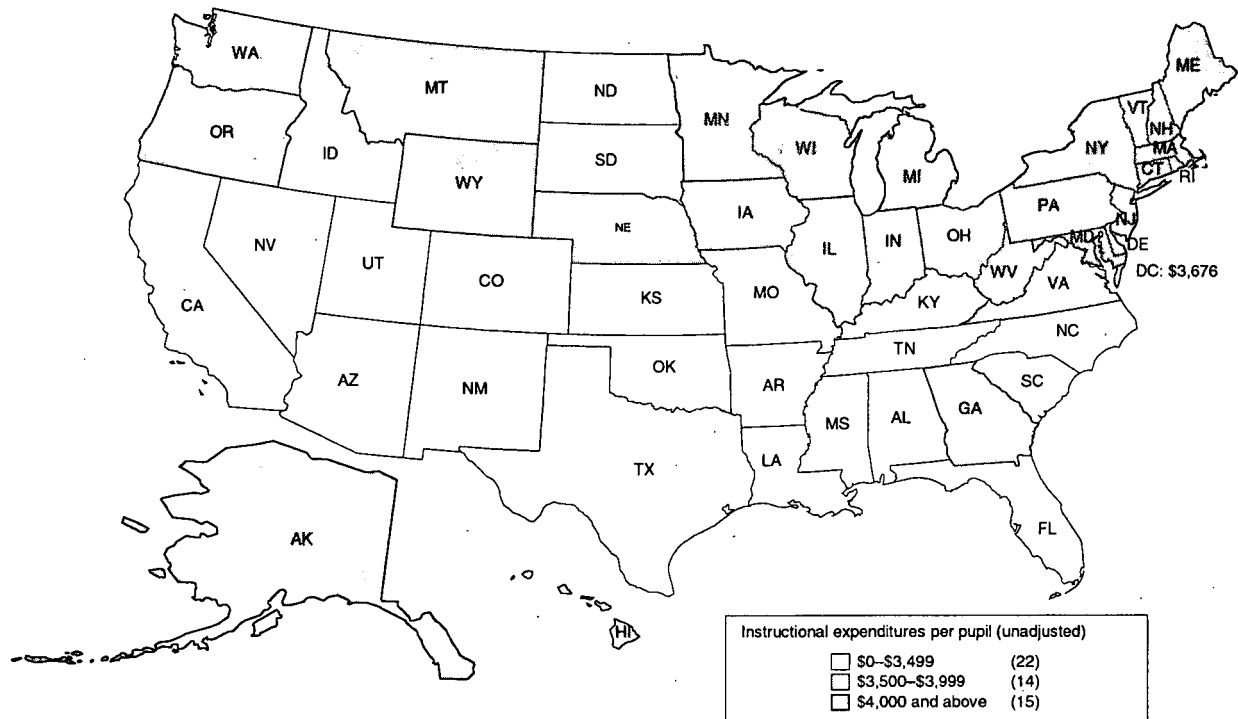 WA
MT
ND
MN
ME
OR
ID
SD
WI
VT
NH
NY
MA
WY
MI
CT
RI
NE
IA
PA
NJ
NV
UT
CO
IL
IN
OH
MD
DE
DC: $3,676
CA
KS
MO
WV
VA
KY
AZ
NM
OK
TN
NC
AR
SC
MS
AL
GA
TX
LA
FL
AK
HI
Instructional expenditures per pupil (unadjusted)
$0–$3,499 (22)
$3,500–$3,999 (14)
$4,000 and above (15)